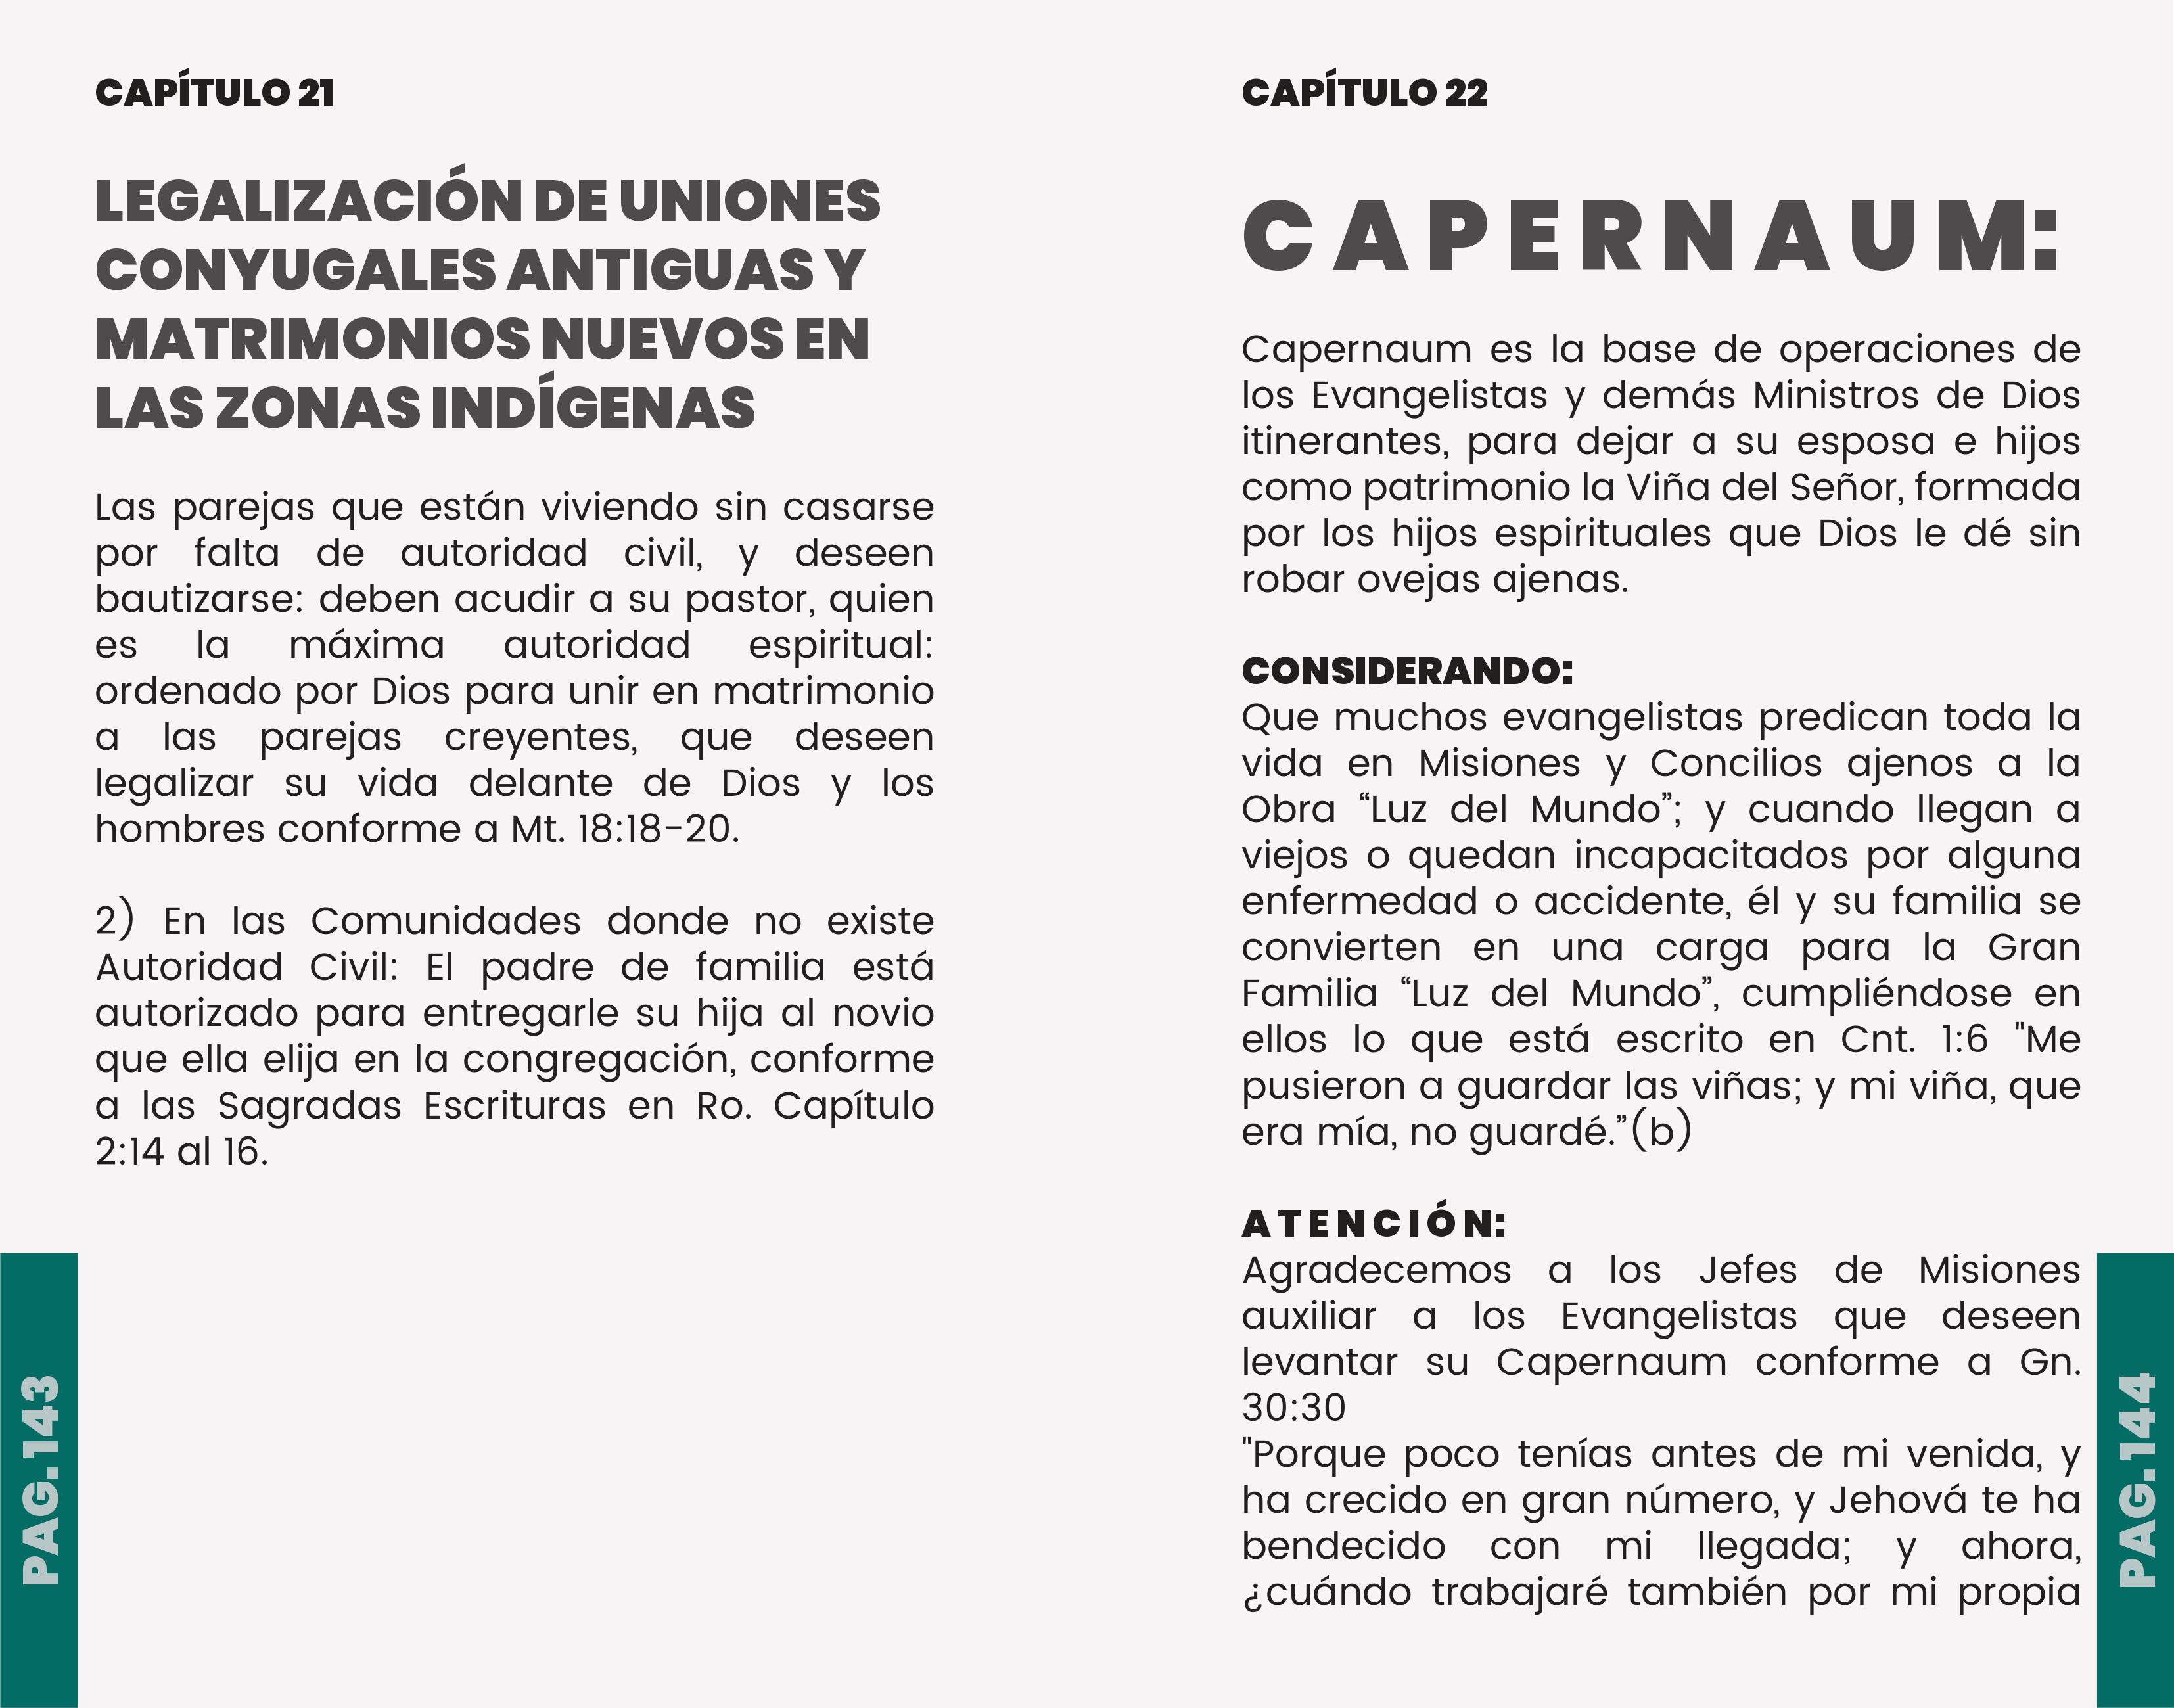 CAPÍTULO 21
LEGALIZACIÓN DE UNIONES
CONYUGALES ANTIGUAS Y
MATRIMONIOS NUEVOS EN
LAS ZONAS INDÍGENAS
Las parejas que están viviendo sin casarse
por falta de autoridad civil, y deseen
bautizarse: deben acudir a su pastor, quien
es la máxima autoridad espiritual:
ordenado por Dios para unir en matrimonio
a las parejas creyentes, que deseen
legalizar su vida delante de Dios y los
hombres conforme a Mt. 18:18-20.
2) En las Comunidades donde no existe
Autoridad Civil: El padre de familia está
autorizado para entregarle su hija al novio
que ella elija en la congregación, conforme
a las Sagradas Escrituras en Ro. Capítulo
2:14 al 16.
PAG.143
CAPÍTULO 22
CAPERNAUM:
Capernaum es la base de operaciones de
los Evangelistas y demás Ministros de Dios
itinerantes, para dejar a su esposa e hijos
como patrimonio la Viña del Señor, formada
por los hijos espirituales que Dios le dé sin
robar ovejas ajenas.
CONSIDERANDO:
Que muchos evangelistas predican toda la
vida en Misiones y Concilios ajenos a la
Obra “Luz del Mundo”; y cuando llegan a
viejos o quedan incapacitados por alguna
enfermedad o accidente, él y su familia se
convierten en una carga para la Gran
Familia “Luz del Mundo”, cumpliéndose en
ellos lo que está escrito en Cnt. 1:6 "Me
pusieron a guardar las viñas; y mi viña, que
era mía, no guardé.”(b)
ATENCIÓN:
Agradecemos a los Jefes de Misiones
auxiliar a los Evangelistas que deseen
levantar su Capernaum conforme a Gn.
30:30
"Porque poco tenías antes de mi venida, y
ha crecido en gran número, y Jehová te ha
bendecido con mi llegada; y ahora,
¿cuándo trabajaré también por mi propia
PAG.144